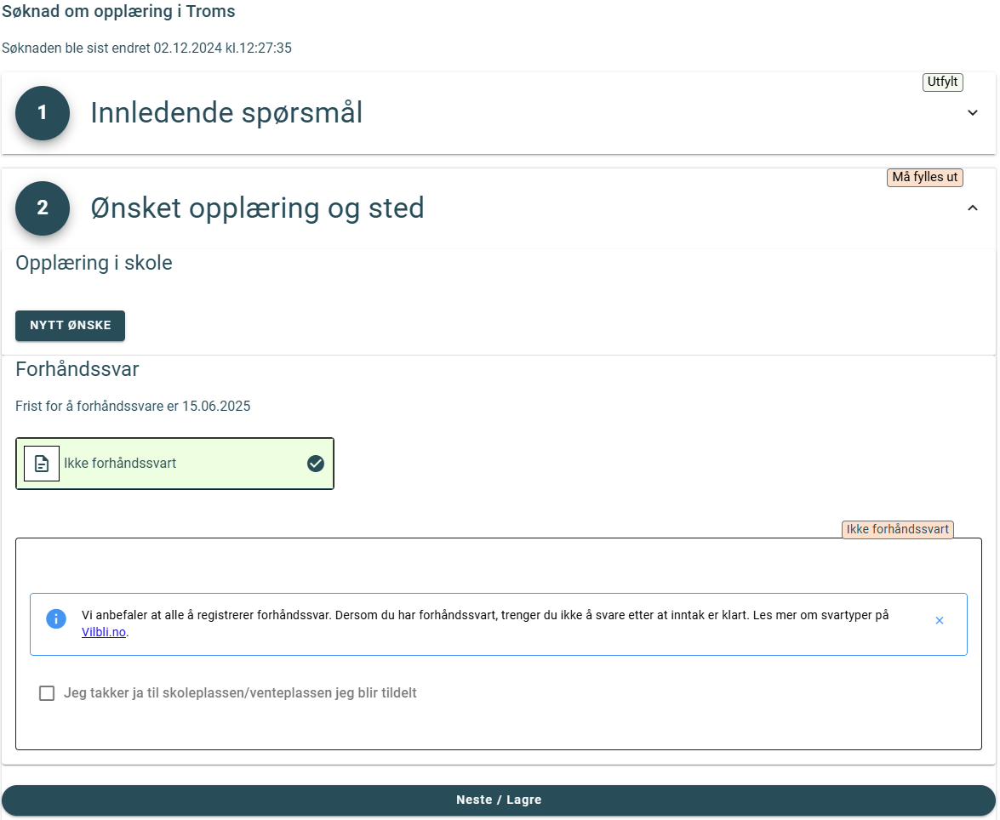 Søknad om opplæring i Troms
Søknaden ble sist endret 02.12.2024 kl.12:27:35
Utfylt
1
Innledende spørsmål
Må fylles ut
2
Ønsket opplæring og sted
Opplæring i skole
NYTT ØNSKE
Forhåndssvar
Frist for å forhåndssvare er 15.06.2025
Ikke forhåndssvart
Ikke forhåndssvart
Vi anbefaler at alle å registrerer forhåndssvar. Dersom du har forhåndssvart, trenger du ikke å svare etter at inntak er klart. Les mer om svartyper på
Vilbli.no.
Jeg takker ja til skoleplassen/venteplassen jeg blir tildelt
Neste / Lagre